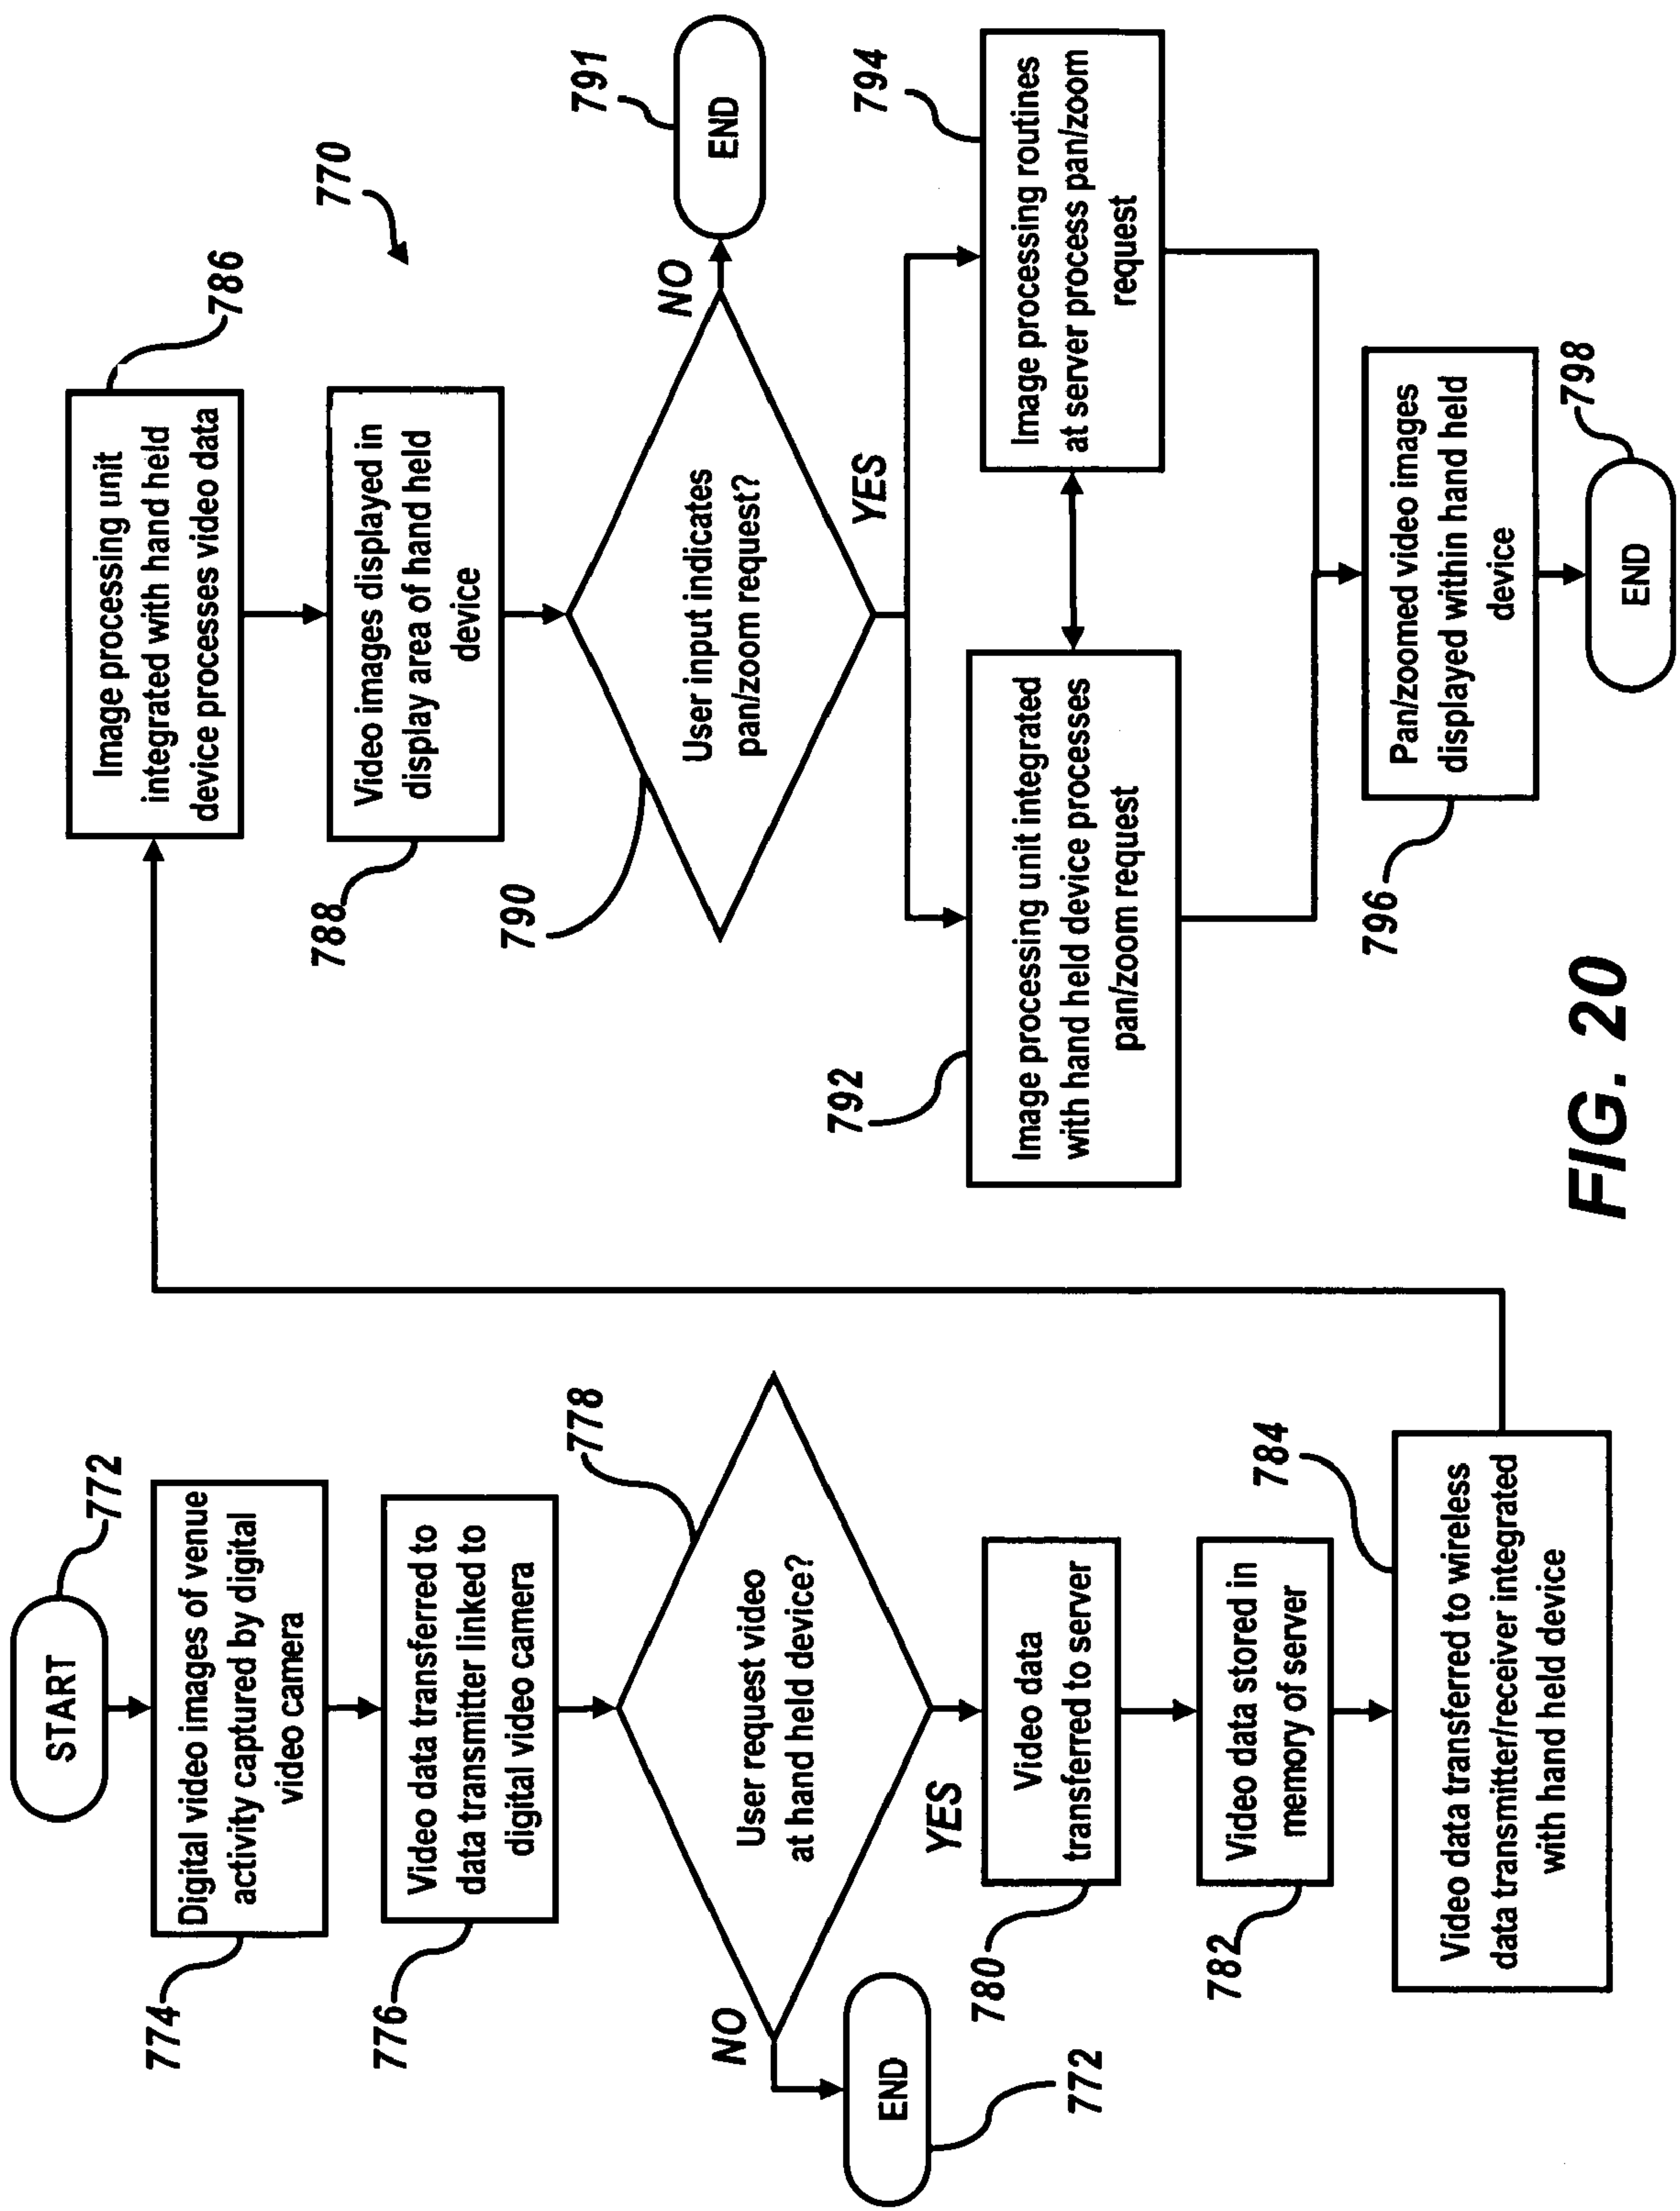 START
772
Digital video images of venue
activity captured by digital
video camera
774
Video data transferred to
data transmitter linked to
digital video camera
776
User request video
at hand held device?
778
NO
END
772
YES
Video data
transferred to server
780
Video data stored in
memory of server
782
Video data transferred to wireless
data transmitter/receiver integrated
with hand held device
784
Image processing unit
integrated with hand held
device processes video data
786
770
Video images displayed in
display area of hand held
device
788
User input indicates
pan/zoom request?
790
NO
END
791
YES
Image processing unit integrated
with hand held device processes
pan/zoom request
792
Image processing routines
at server process pan/zoom
request
794
Pan/zoomed video images
displayed within hand held
device
796
END
798
FIG. 20